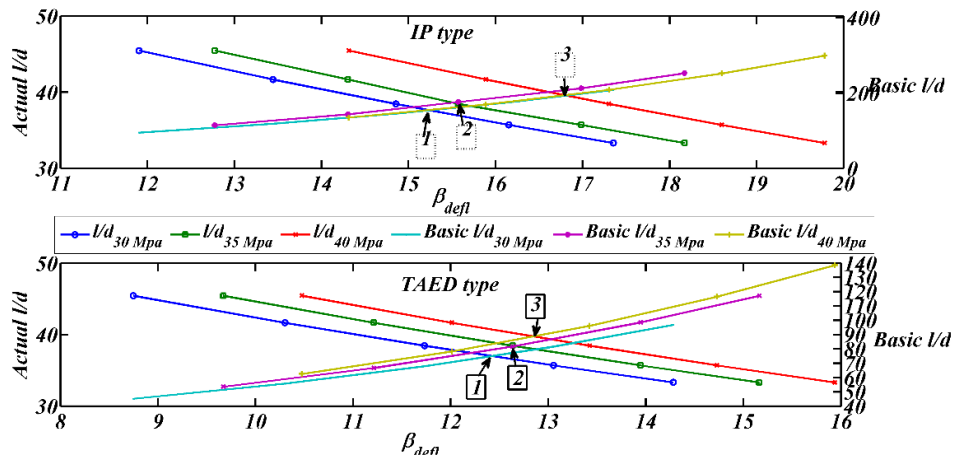 50
40
30
Actual l/d
IP type
3
1
2
400
200
0
Basic l/d
11 12 13 14 15 16 17 18 19 20
βdefl
l/d30 Mpa l/d35 Mpa l/d40 Mpa Basic l/d30 Mpa Basic l/d35 Mpa Basic l/d40 Mpa
50
40
30
Actual l/d
TAED type
3
1
2
140
130
120
110
100
90
80
70
60
50
40
Basic l/d
8 9 10 11 12 13 14 15 16
βdefl